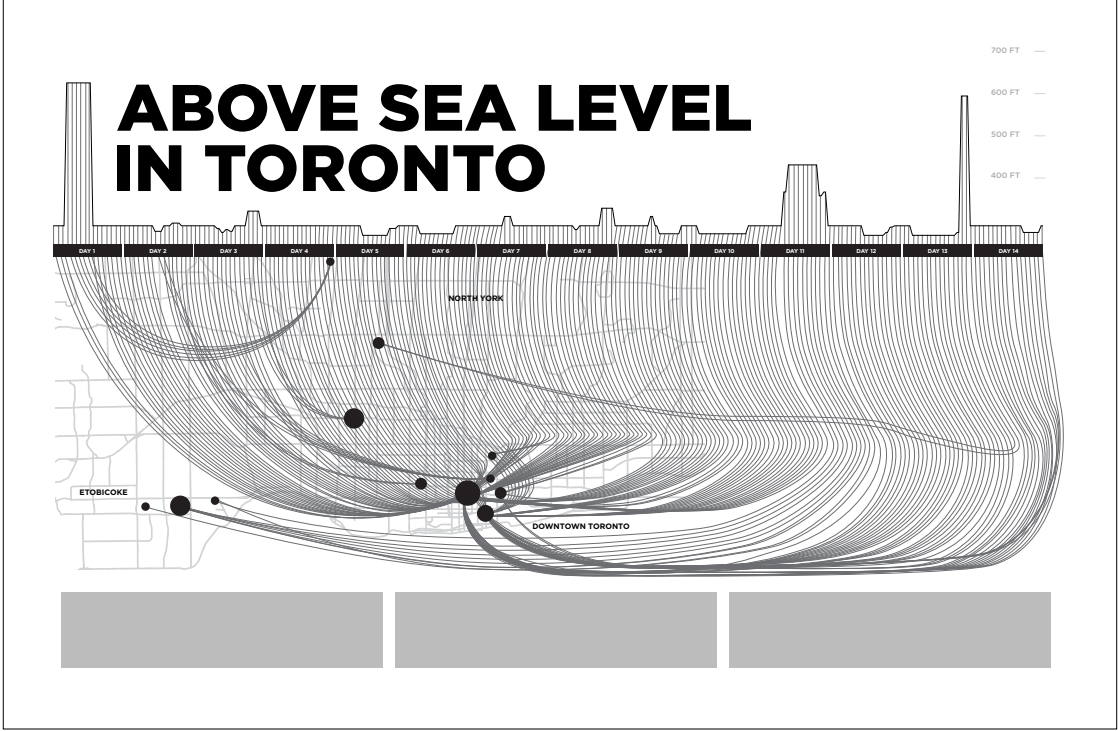 700 FT
600 FT
ABOVE SEA LEVEL
500 FT
IN TORONTO
400 FT
DAY 1 DAY 2 DAY 3 DAY 4 DAY 5 DAY 6 DAY 7 DAY 8 DAY 9 DAY 10 DAY 11 DAY 12 DAY 13 DAY 14
NORTH YORK
ETOBICOKE
DOWNTOWN TORONTO